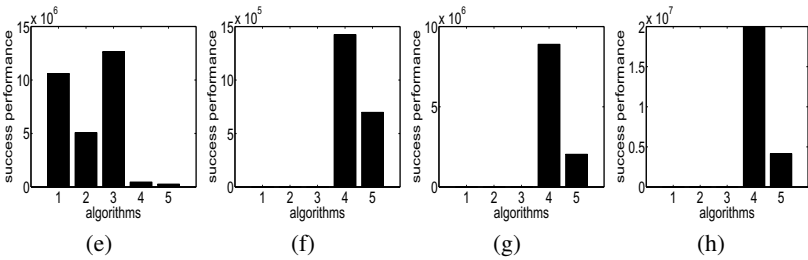 x 10^6
15
10
5
0
success performance
1 2 3 4 5
algorithms
(e)
x 10^5
15
10
5
0
success performance
1 2 3 4 5
algorithms
(f)
x 10^6
10
5
0
success performance
1 2 3 4 5
algorithms
(g)
x 10^7
2
1.5
1
0.5
0
success performance
1 2 3 4 5
algorithms
(h)